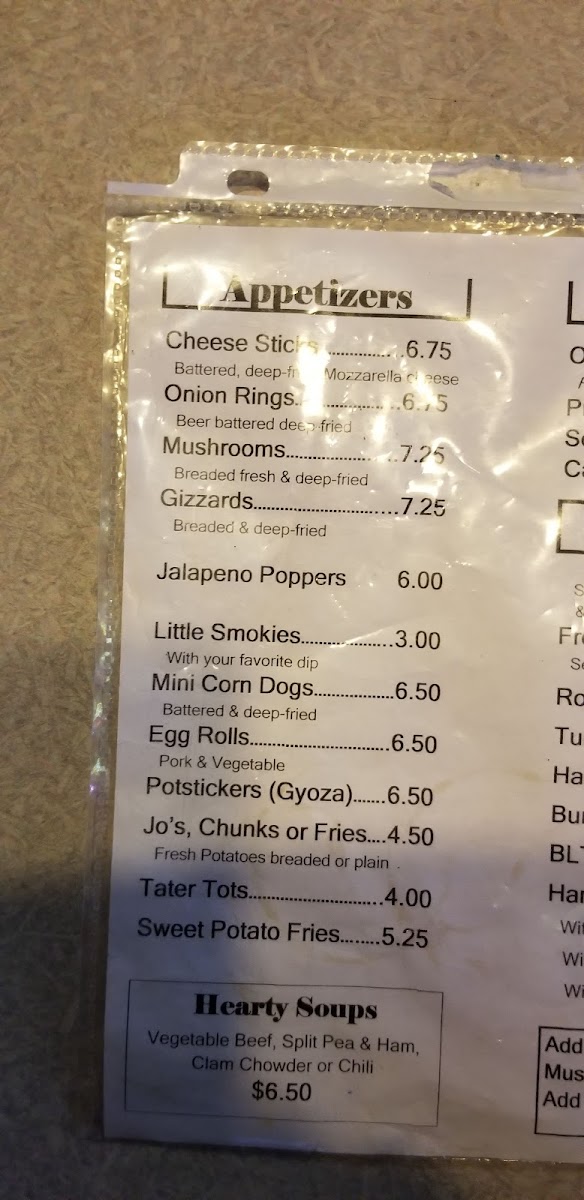 Appetizers
Cheese Sticks ..............6.75
Battered, deep-fried Mozzarella cheese
Onion Rings..................6.75
Beer battered deep-fried
Mushrooms....................7.25
Breaded fresh & deep-fried
Gizzards.........................7.25
Breaded & deep-fried
Jalapeno Poppers 6.00
Little Smokies................3.00
With your favorite dip
Mini Corn Dogs..............6.50
Battered & deep-fried
Egg Rolls........................6.50
Pork & Vegetable
Potstickers (Gyoza).......6.50
Jo's, Chunks or Fries....4.50
Fresh Potatoes breaded or plain
Tater Tots.......................4.00
Sweet Potato Fries........5.25
Hearty Soups
Vegetable Beef, Split Pea & Ham,
Clam Chowder or Chili
$6.50
&
BLT
Add
Add